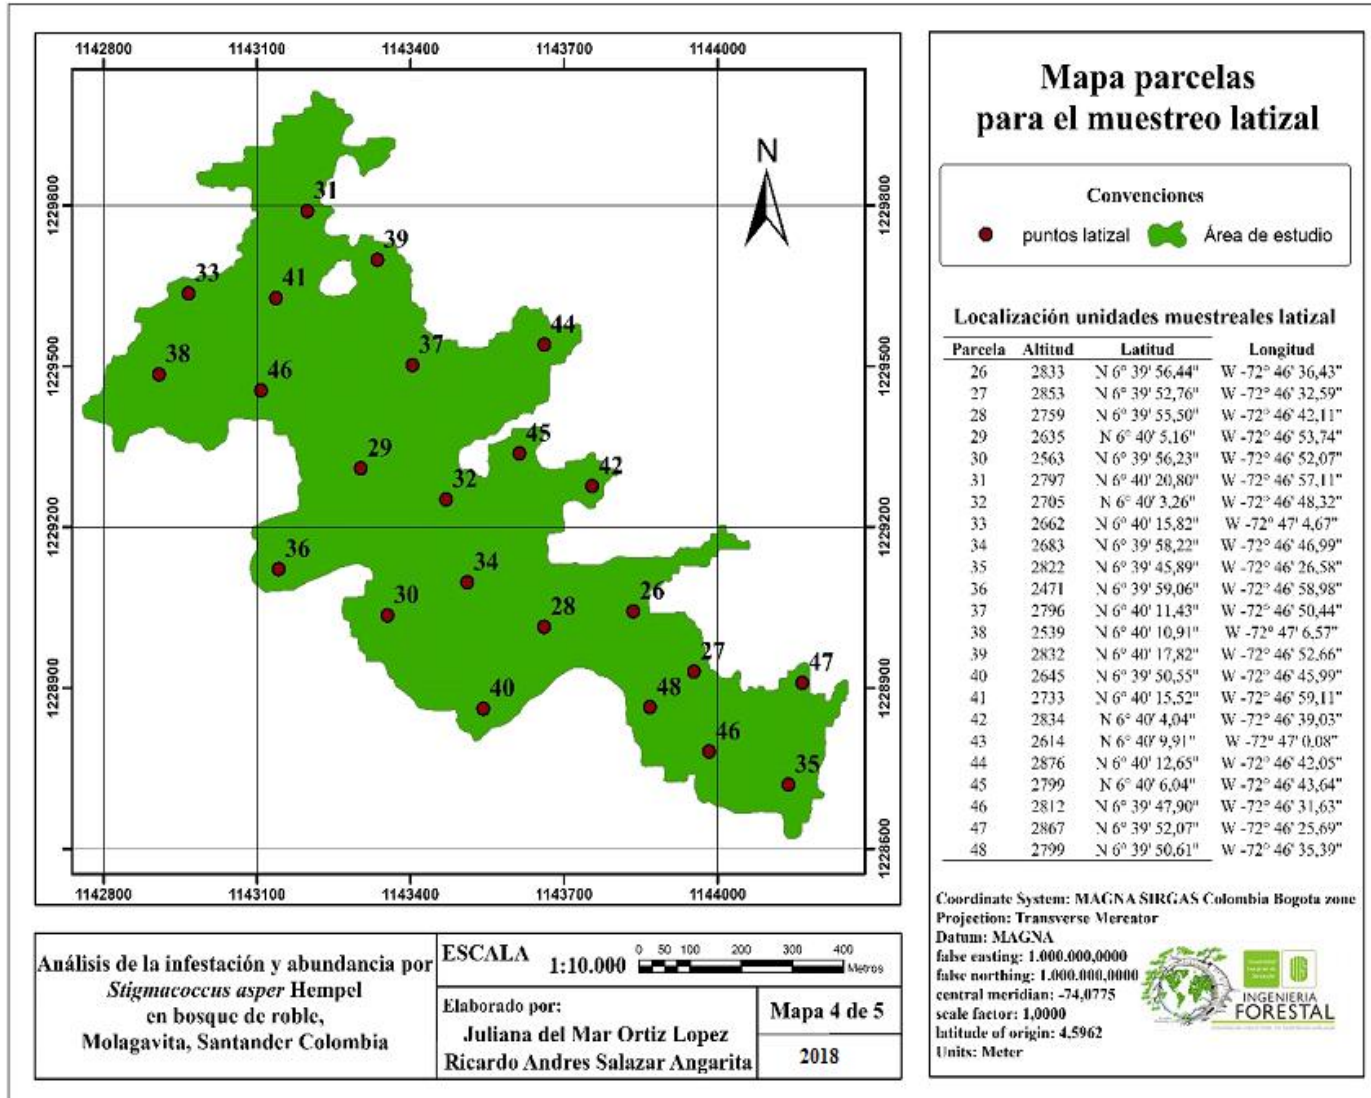 1142800 1143100 1143400 1143700 1144000
1229800 1229800
1229500 1229500
1229200 1229200
1228900 1228900
1228600 1228600
N
31
39
33
41
44
37
38
46
45
29
42
32
36
34
30
26
28
27
47
40
48
46
35
1142800 1143100 1143400 1143700 1144000
Mapa parcelas
para el muestreo latizal
Convenciones
puntos latizal Área de estudio
Localización unidades muestreales latizal
Parcela Altitud Latitud Longitud
26 2833 N 6° 39' 56,44" W -72° 46' 36,43"
27 2853 N 6° 39' 52,76" W -72° 46' 32,59"
28 2759 N 6° 39' 55,50" W -72° 46' 42,11"
29 2635 N 6° 40' 5,16" W -72° 46' 53,74"
30 2563 N 6° 39' 56,23" W -72° 46' 52,07"
31 2797 N 6° 40' 20,80" W -72° 46' 57,11"
32 2705 N 6° 40' 3,26" W -72° 46' 48,32"
33 2662 N 6° 40' 15,82" W -72° 47' 4,67"
34 2683 N 6° 39' 58,22" W -72° 46' 46,99"
35 2822 N 6° 39' 45,89" W -72° 46' 26,58"
36 2471 N 6° 39' 59,06" W -72° 46' 58,98"
37 2796 N 6° 40' 11,43" W -72° 46' 50,44"
38 2539 N 6° 40' 10,91" W -72° 47' 6,57"
39 2832 N 6° 40' 17,82" W -72° 46' 52,66"
40 2645 N 6° 39' 50,55" W -72° 46' 45,99"
41 2733 N 6° 40' 15,52" W -72° 46' 59,11"
42 2834 N 6° 40' 4,04" W -72° 46' 39,03"
43 2614 N 6° 40' 9,91" W -72° 47' 0,08"
44 2876 N 6° 40' 12,65" W -72° 46' 42,05"
45 2799 N 6° 40' 6,04" W -72° 46' 43,64"
46 2812 N 6° 39' 47,90" W -72° 46' 31,63"
47 2867 N 6° 39' 52,07" W -72° 46' 25,69"
48 2799 N 6° 39' 50,61" W -72° 46' 35,39"
Coordinate System: MAGNA SIRGAS Colombia Bogota zone
Projection: Transverse Mercator
Datum: MAGNA
false easting: 1.000.000,0000
false northing: 1.000.000,0000
central meridian: -74,0775
scale factor: 1,0000
latitude of origin: 4,5962
Units: Meter
UIS
INGENIERIA
FORESTAL
Análisis de la infestación y abundancia por
Stigmacoccus asper Hempel
en bosque de roble,
Molagavita, Santander Colombia
ESCALA 1:10.000
0 50 100 200 300 400
Metros
Elaborado por:
Juliana del Mar Ortiz Lopez
Ricardo Andres Salazar Angarita
Mapa 4 de 5
2018